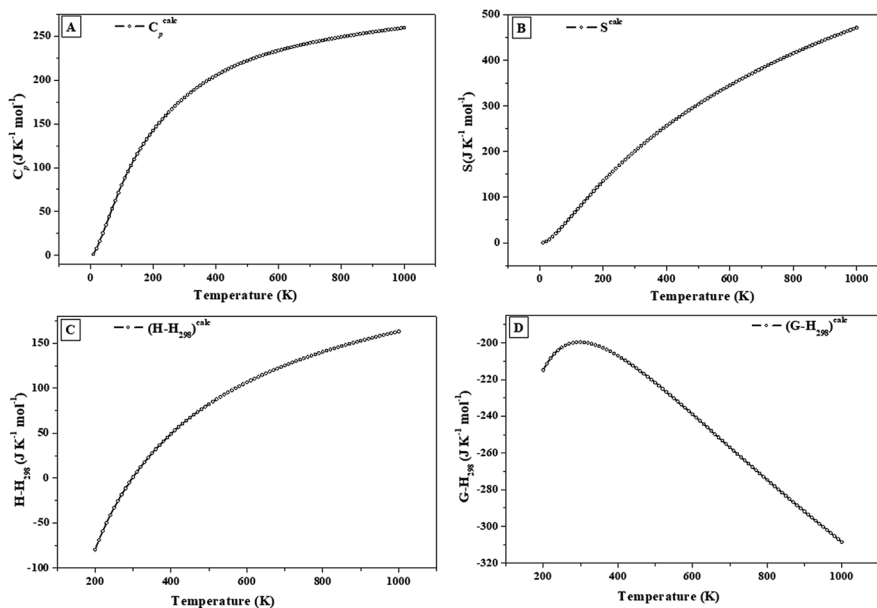 A
C_p^calc
C_p(J K^-1 mol^-1)
250
200
150
100
50
0
0 200 400 600 800 1000
Temperature (K)
B
S^calc
S(J K^-1 mol^-1)
500
400
300
200
100
0
0 200 400 600 800 1000
Temperature (K)
C
(H-H_298)^calc
H-H_298 (J K^-1 mol^-1)
150
100
50
0
-50
-100
200 400 600 800 1000
Temperature (K)
D
(G-H_298)^calc
G-H_298 (J K^-1 mol^-1)
-200
-220
-240
-260
-280
-300
-320
200 400 600 800 1000
Temperature (K)